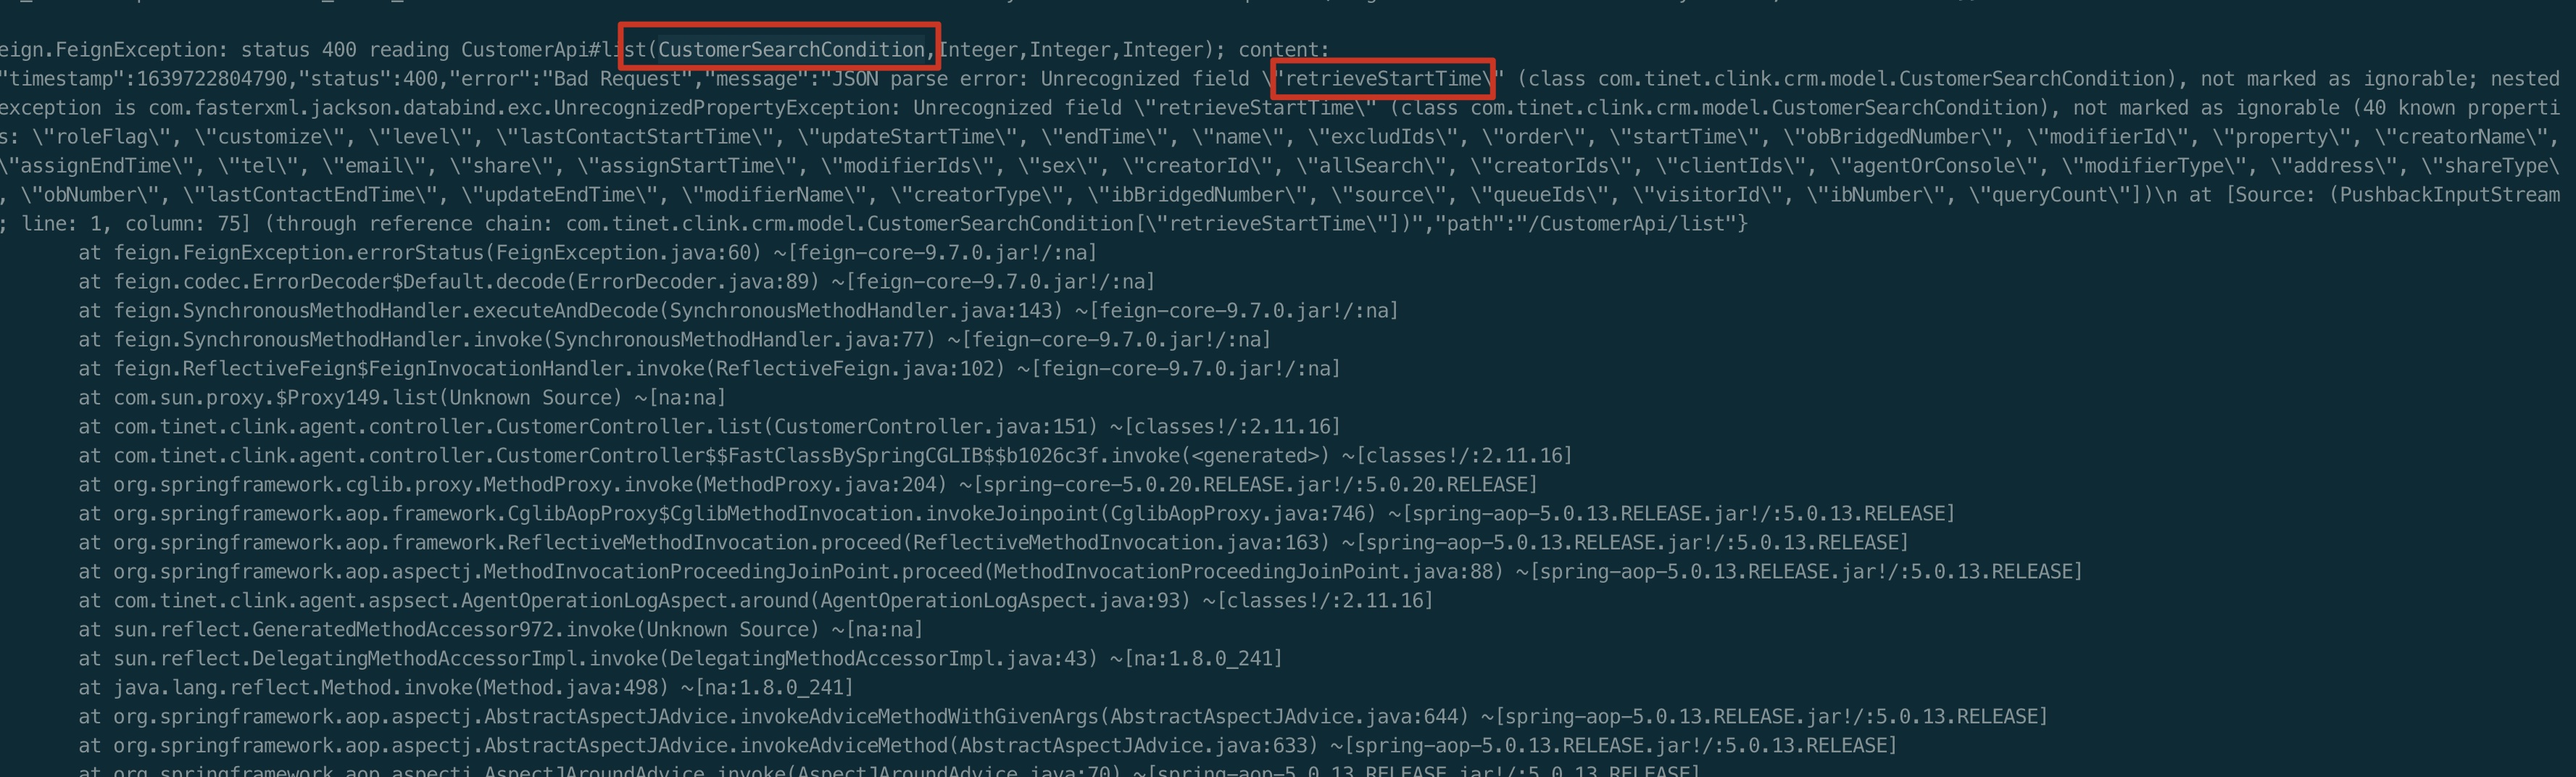 eign.FeignException: status 400 reading CustomerApi#list(CustomerSearchCondition,Integer,Integer,Integer); content:
"timestamp":1639722804790,"status":400,"error":"Bad Request","message":"JSON parse error: Unrecognized field \"retrieveStartTime\" (class com.tinet.clink.crm.model.CustomerSearchCondition), not marked as ignorable; nested
exception is com.fasterxml.jackson.databind.exc.UnrecognizedPropertyException: Unrecognized field \"retrieveStartTime\" (class com.tinet.clink.crm.model.CustomerSearchCondition), not marked as ignorable (40 known properti
s: \"roleFlag\", \"customize\", \"level\", \"lastContactStartTime\", \"updateStartTime\", \"endTime\", \"name\", \"excludIds\", \"order\", \"startTime\", \"obBridgedNumber\", \"modifierId\", \"property\", \"creatorName\",
\"assignEndTime\", \"tel\", \"email\", \"share\", \"assignStartTime\", \"modifierIds\", \"sex\", \"creatorId\", \"allSearch\", \"creatorIds\", \"clientIds\", \"agentOrConsole\", \"modifierType\", \"address\", \"shareType\
, \"obNumber\", \"lastContactEndTime\", \"updateEndTime\", \"modifierName\", \"creatorType\", \"ibBridgedNumber\", \"source\", \"queueIds\", \"visitorId\", \"ibNumber\", \"queryCount\"])\n at [Source: (PushbackInputStream
; line: 1, column: 75] (through reference chain: com.tinet.clink.crm.model.CustomerSearchCondition[\"retrieveStartTime\"])","path":"/CustomerApi/list"}
at feign.FeignException.errorStatus(FeignException.java:60) ~[feign-core-9.7.0.jar!/:na]
at feign.codec.ErrorDecoder$Default.decode(ErrorDecoder.java:89) ~[feign-core-9.7.0.jar!/:na]
at feign.SynchronousMethodHandler.executeAndDecode(SynchronousMethodHandler.java:143) ~[feign-core-9.7.0.jar!/:na]
at feign.SynchronousMethodHandler.invoke(SynchronousMethodHandler.java:77) ~[feign-core-9.7.0.jar!/:na]
at feign.ReflectiveFeign$FeignInvocationHandler.invoke(ReflectiveFeign.java:102) ~[feign-core-9.7.0.jar!/:na]
at com.sun.proxy.$Proxy149.list(Unknown Source) ~[na:na]
at com.tinet.clink.agent.controller.CustomerController.list(CustomerController.java:151) ~[classes!/:2.11.16]
at com.tinet.clink.agent.controller.CustomerController$$FastClassBySpringCGLIB$$b1026c3f.invoke(<generated>) ~[classes!/:2.11.16]
at org.springframework.cglib.proxy.MethodProxy.invoke(MethodProxy.java:204) ~[spring-core-5.0.20.RELEASE.jar!/:5.0.20.RELEASE]
at org.springframework.aop.framework.CglibAopProxy$CglibMethodInvocation.invokeJoinpoint(CglibAopProxy.java:746) ~[spring-aop-5.0.13.RELEASE.jar!/:5.0.13.RELEASE]
at org.springframework.aop.framework.ReflectiveMethodInvocation.proceed(ReflectiveMethodInvocation.java:163) ~[spring-aop-5.0.13.RELEASE.jar!/:5.0.13.RELEASE]
at org.springframework.aop.aspectj.MethodInvocationProceedingJoinPoint.proceed(MethodInvocationProceedingJoinPoint.java:88) ~[spring-aop-5.0.13.RELEASE.jar!/:5.0.13.RELEASE]
at com.tinet.clink.agent.aspsect.AgentOperationLogAspect.around(AgentOperationLogAspect.java:93) ~[classes!/:2.11.16]
at sun.reflect.GeneratedMethodAccessor972.invoke(Unknown Source) ~[na:na]
at sun.reflect.DelegatingMethodAccessorImpl.invoke(DelegatingMethodAccessorImpl.java:43) ~[na:1.8.0_241]
at java.lang.reflect.Method.invoke(Method.java:498) ~[na:1.8.0_241]
at org.springframework.aop.aspectj.AbstractAspectJAdvice.invokeAdviceMethodWithGivenArgs(AbstractAspectJAdvice.java:644) ~[spring-aop-5.0.13.RELEASE.jar!/:5.0.13.RELEASE]
at org.springframework.aop.aspectj.AbstractAspectJAdvice.invokeAdviceMethod(AbstractAspectJAdvice.java:633) ~[spring-aop-5.0.13.RELEASE.jar!/:5.0.13.RELEASE]
at org.springframework.aop.aspectj.AspectJAroundAdvice.invoke(AspectJAroundAdvice.java:70) ~[spring-aop-5.0.13.RELEASE.jar!/:5.0.13.RELEASE]